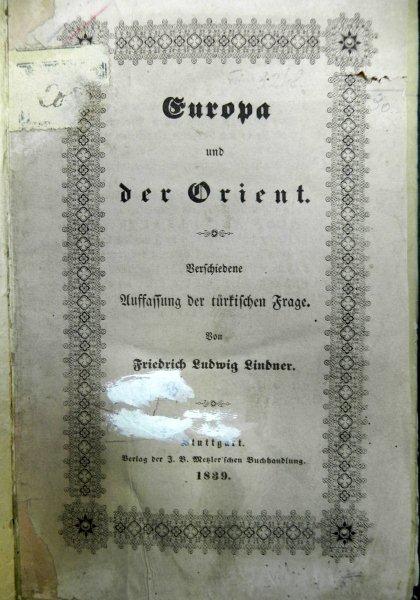 Europa
und
der Orient.
Verschiedene
Auffassung der türkischen Frage.
Von
Friedrich Ludwig Lindner.
Stuttgart.
Verlag der J. B. Metzler'schen Buchhandlung.
1839.